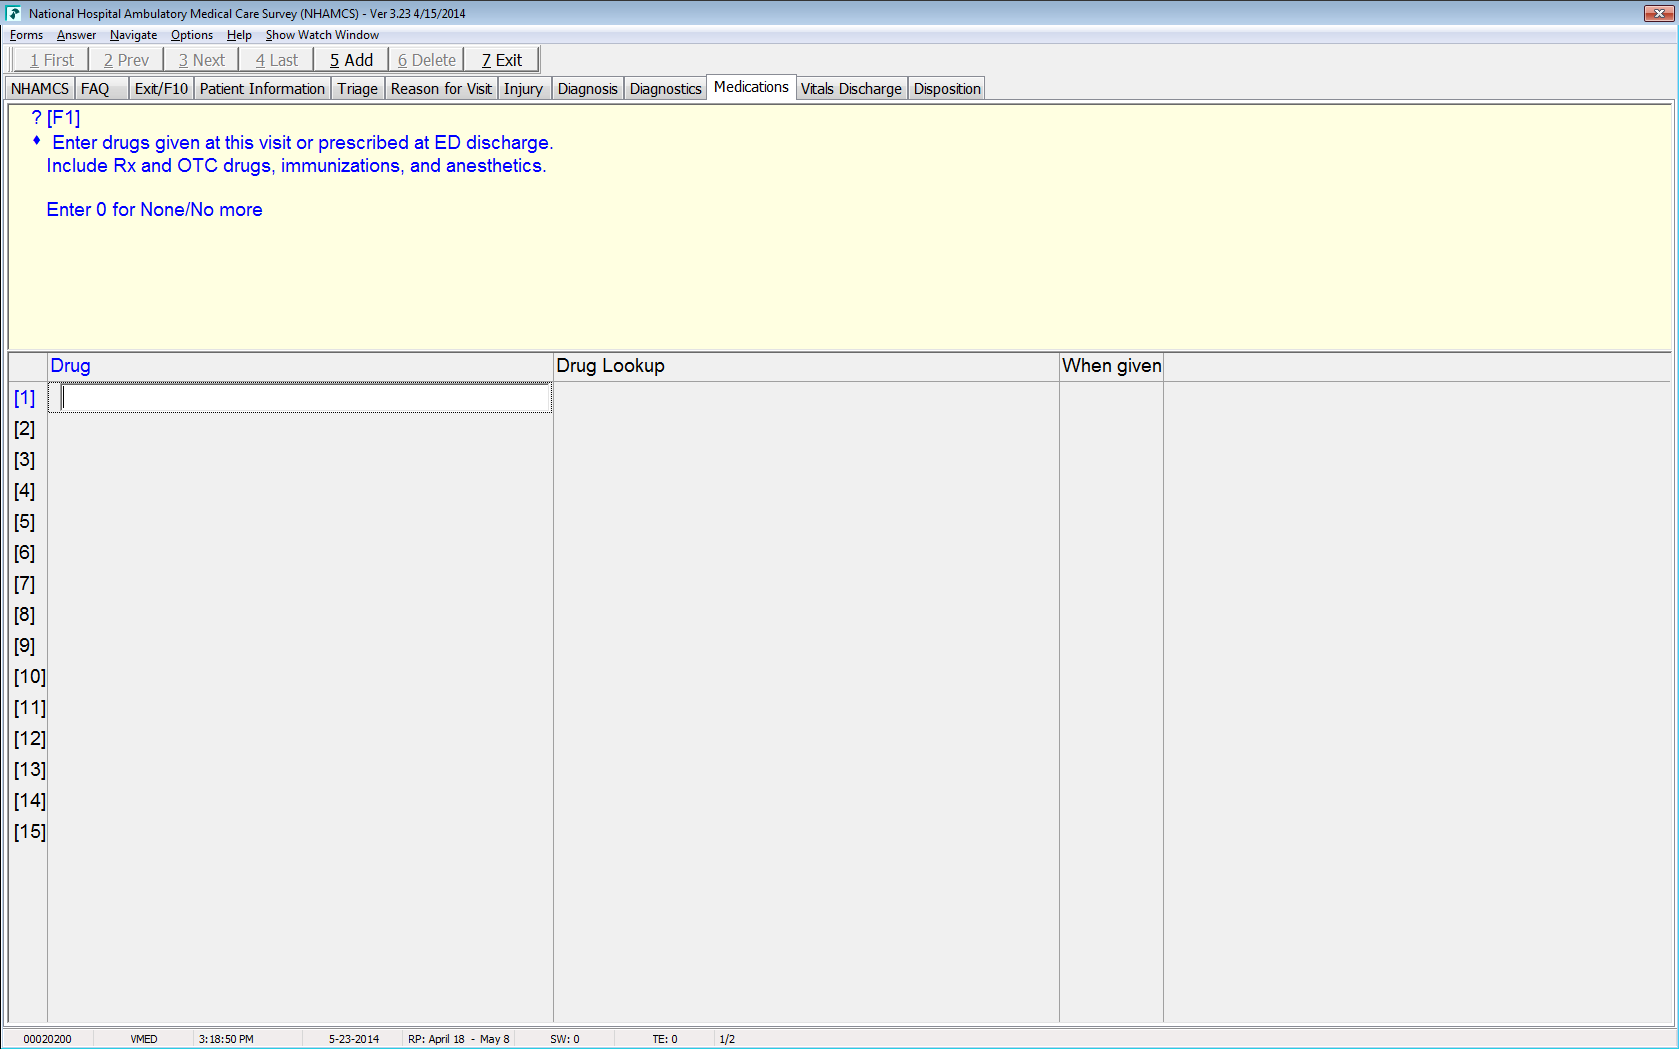 National Hospital Ambulatory Medical Care Survey (NHAMCS) - Ver 3.23 4/15/2014
Forms Answer Navigate Options Help Show Watch Window
1 First 2 Prev 3 Next 4 Last 5 Add 6 Delete 7 Exit
NHAMCS FAQ Exit/F10 Patient Information Triage Reason for Visit Injury Diagnosis Diagnostics Medications Vitals Discharge Disposition
? [F1]
♦ Enter drugs given at this visit or prescribed at ED discharge.
Include Rx and OTC drugs, immunizations, and anesthetics.
Enter 0 for None/No more
Drug Drug Lookup When given
[1]
[2]
[3]
[4]
[5]
[6]
[7]
[8]
[9]
[10]
[11]
[12]
[13]
[14]
[15]
00020200 VMED 3:18:50 PM 5-23-2014 RP: April 18 - May 8 SW: 0 TE: 0 1/2